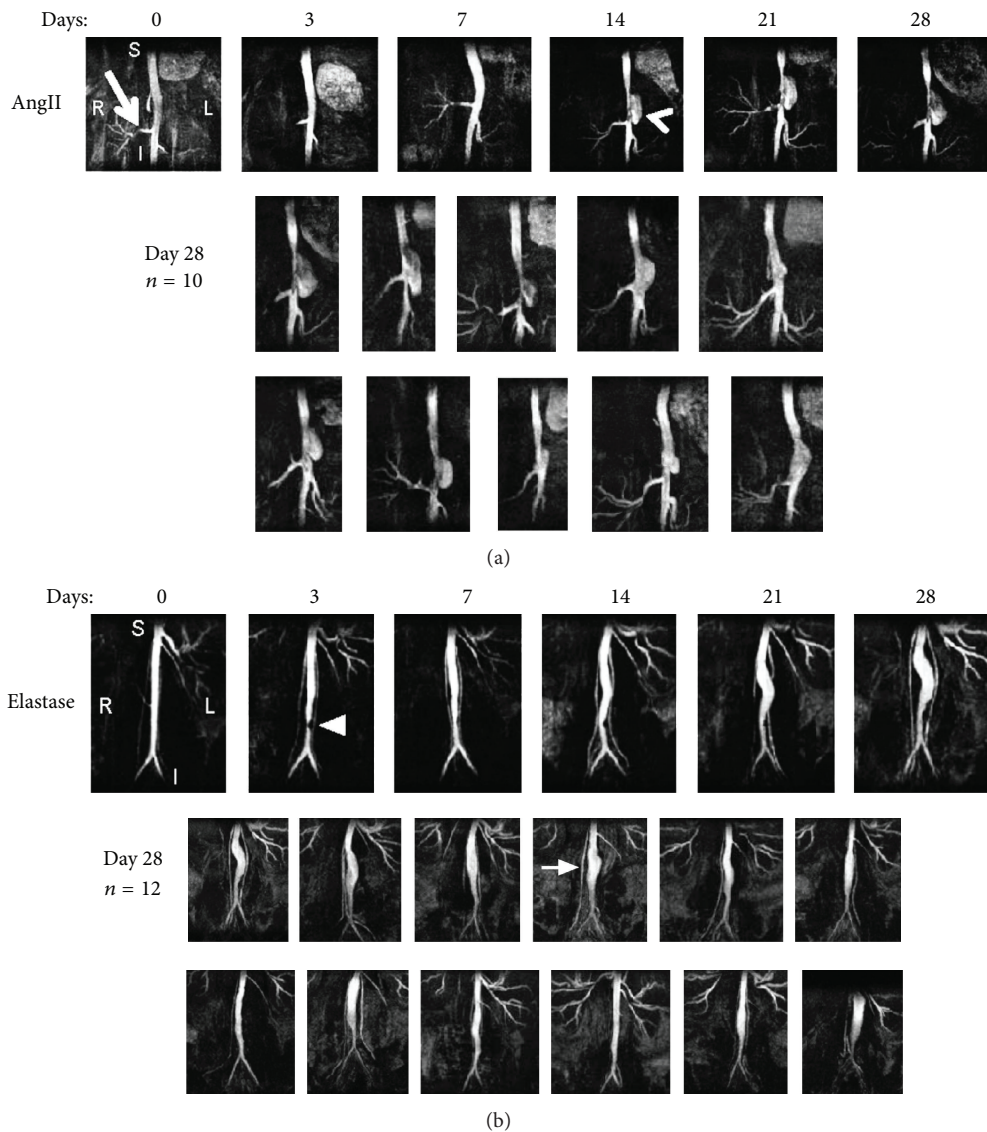 Days: 0 3 7 14 21 28
AngII
S
R L
I
Day 28
n = 10
(a)
Days: 0 3 7 14 21 28
Elastase
S
R L
I
Day 28
n = 12
(b)